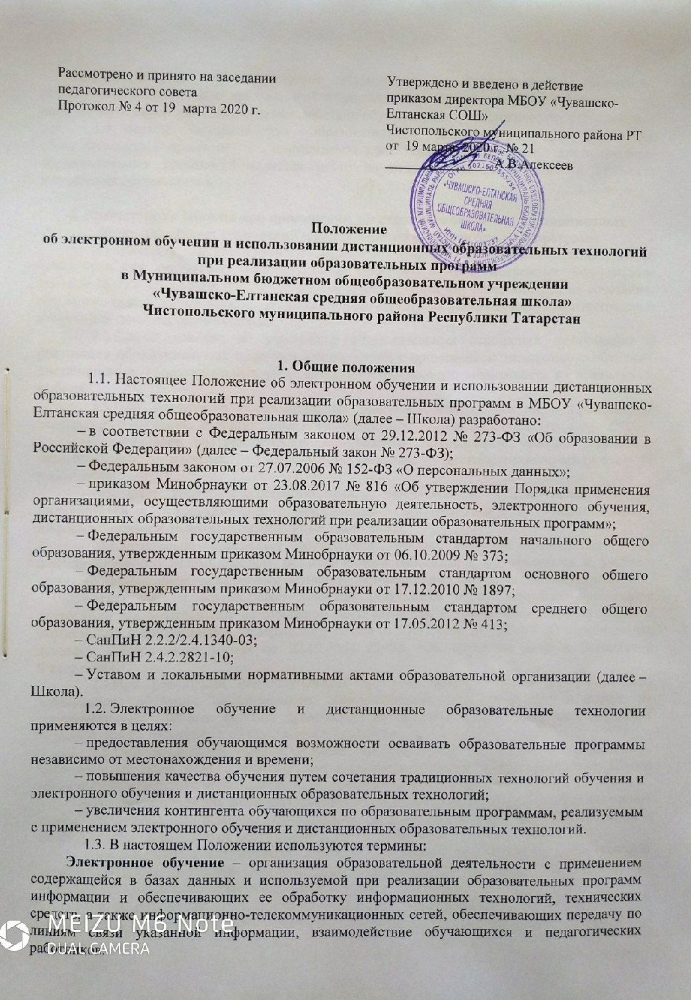 Рассмотрено и принято на заседании
педагогического совета
Протокол № 4 от 19 марта 2020 г.
Утверждено и введено в действие
приказом директора МБОУ «Чувашско-
Елтанская СОШ»
Чистопольского муниципального района РТ
от 19 марта 2020 г. № 21
А.В.Алексеев
«ЧУВАШСКО-ЕЛТАНСКАЯ
СРЕДНЯЯ
ОБЩЕОБРАЗОВАТЕЛЬНАЯ
ШКОЛА»
Положение
об электронном обучении и использовании дистанционных образовательных технологий
при реализации образовательных программ
в Муниципальном бюджетном общеобразовательном учреждении
«Чувашско-Елтанская средняя общеобразовательная школа»
Чистопольского муниципального района Республики Татарстан
1. Общие положения
1.1. Настоящее Положение об электронном обучении и использовании дистанционных
образовательных технологий при реализации образовательных программ в МБОУ «Чувашско-
Елтанская средняя общеобразовательная школа» (далее – Школа) разработано:
– в соответствии с Федеральным законом от 29.12.2012 № 273-ФЗ «Об образовании в
Российской Федерации» (далее – Федеральный закон № 273-ФЗ);
– Федеральным законом от 27.07.2006 № 152-ФЗ «О персональных данных»;
– приказом Минобрнауки от 23.08.2017 № 816 «Об утверждении Порядка применения
организациями, осуществляющими образовательную деятельность, электронного обучения,
дистанционных образовательных технологий при реализации образовательных программ»;
– Федеральным государственным образовательным стандартом начального общего
образования, утвержденным приказом Минобрнауки от 06.10.2009 № 373;
– Федеральным государственным образовательным стандартом основного общего
образования, утвержденным приказом Минобрнауки от 17.12.2010 № 1897;
– Федеральным государственным образовательным стандартом среднего общего
образования, утвержденным приказом Минобрнауки от 17.05.2012 № 413;
– СанПиН 2.2.2/2.4.1340-03;
– СанПиН 2.4.2.2821-10;
– Уставом и локальными нормативными актами образовательной организации (далее –
Школа).
1.2. Электронное обучение и дистанционные образовательные технологии
применяются в целях:
– предоставления обучающимся возможности осваивать образовательные программы
независимо от местонахождения и времени;
– повышения качества обучения путем сочетания традиционных технологий обучения и
электронного обучения и дистанционных образовательных технологий;
– увеличения контингента обучающихся по образовательным программам, реализуемым
с применением электронного обучения и дистанционных образовательных технологий.
1.3. В настоящем Положении используются термины:
Электронное обучение – организация образовательной деятельности с применением
содержащейся в базах данных и используемой при реализации образовательных программ
информации и обеспечивающих ее обработку информационных технологий, технических
средств, а также информационно-телекоммуникационных сетей, обеспечивающих передачу по
линиям связи указанной информации, взаимодействие обучающихся и педагогических
работников.
MEIZU M6 Note
DUAL CAMERA